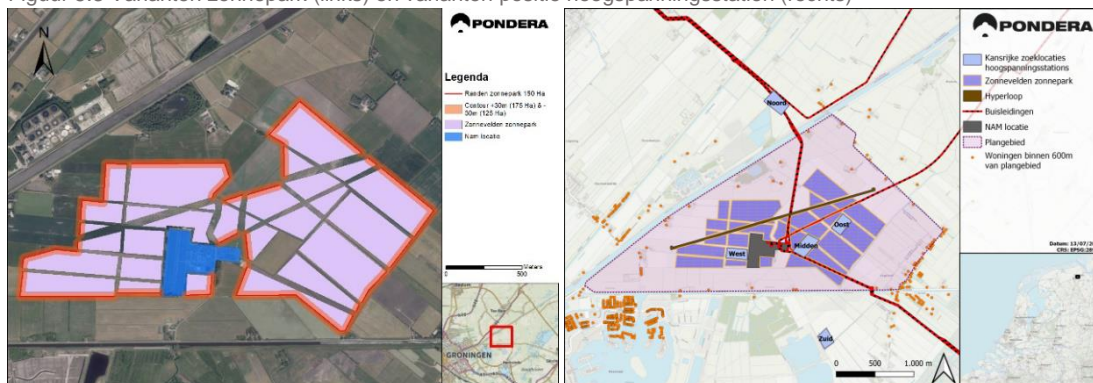 Figuur 3.3 Varianten zonnepark (links) en varianten positie hoogspanningsstation (rechts)
N
PONDERA
Legenda
Randen zonnepark 150 Ha
Contour +30m (175 Ha) & -
30m (125 Ha)
Zonnevelden zonnepark
Nam locatie
Meters
0 500
GRONINGEN
PONDERA
Kansrijke zoeklocaties
hoogspanningsstations
Zonnevelden zonnepark
Hyperloop
Buisleidingen
NAM locatie
Plangebied
Woningen binnen 600m
van plangebied
Noord
Oost
Midden
West
Zuid
0 500 1.000 m